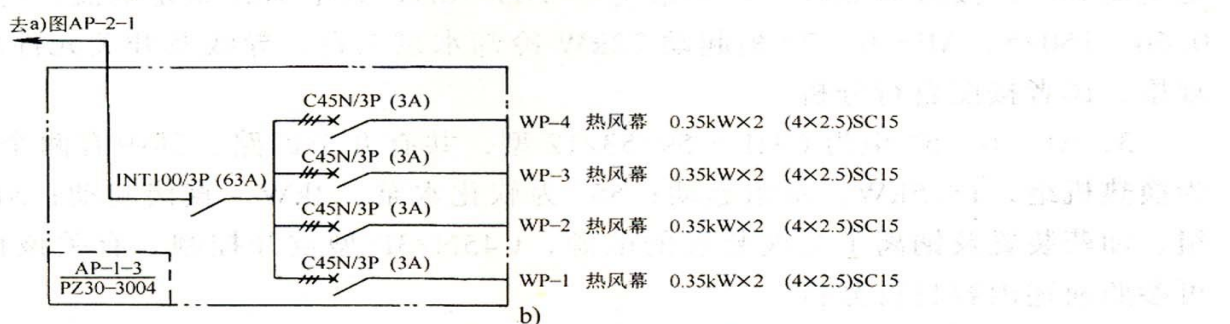 去a)图AP-2-1
C45N/3P (3A)
WP-4 热风幕 0.35kW×2 (4×2.5)SC15
C45N/3P (3A)
WP-3 热风幕 0.35kW×2 (4×2.5)SC15
INT100/3P (63A)
C45N/3P (3A)
WP-2 热风幕 0.35kW×2 (4×2.5)SC15
C45N/3P (3A)
WP-1 热风幕 0.35kW×2 (4×2.5)SC15
AP-1-3
PZ30-3004
b)